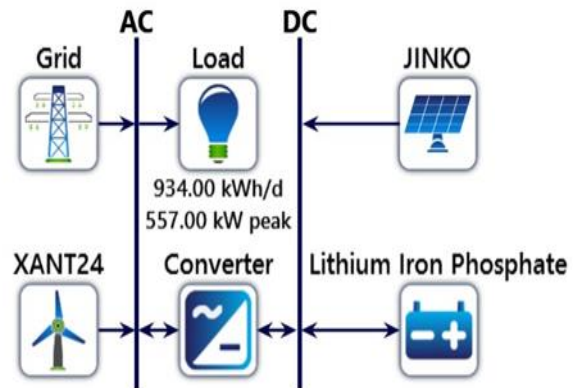 AC DC
Grid Load JINKO
934.00 kWh/d
557.00 kW peak
XANT24 Converter Lithium Iron Phosphate